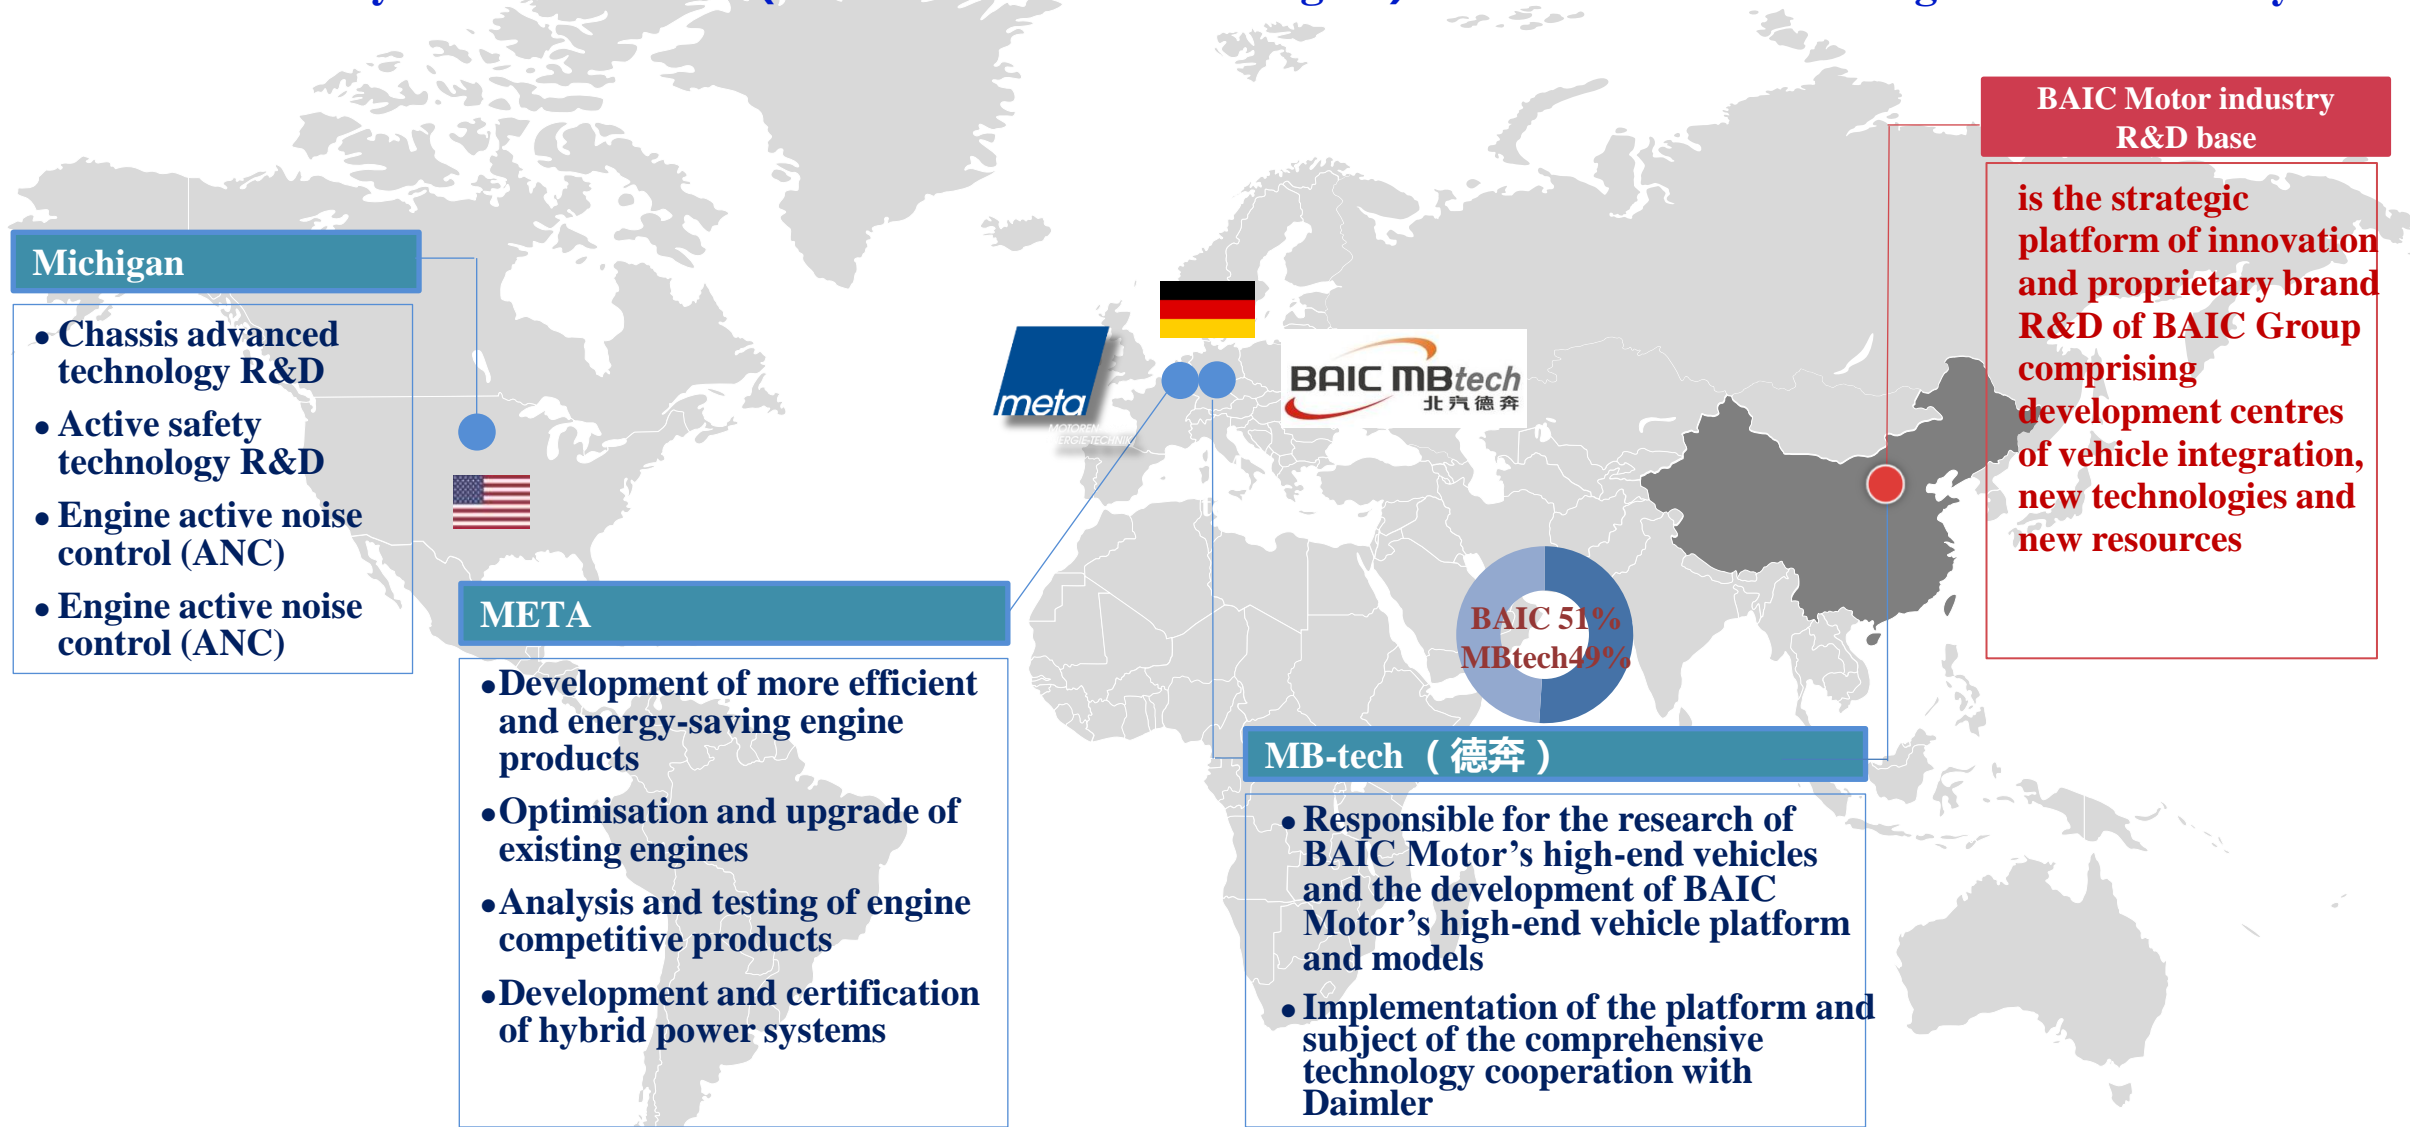 BAIC Motor industry
R&D base
is the strategic
platform of innovation
and proprietary brand
R&D of BAIC Group
comprising
development centres
of vehicle integration,
new technologies and
new resources
Michigan
• Chassis advanced
technology R&D
• Active safety
technology R&D
• Engine active noise
control (ANC)
• Engine active noise
control (ANC)
meta
MOTOREN
ERGIE-TECHNIK
BAIC MBtech
北汽德奔
META
•Development of more efficient
and energy-saving engine
products
•Optimisation and upgrade of
existing engines
•Analysis and testing of engine
competitive products
•Development and certification
of hybrid power systems
BAIC 51%
MBtech49%
MB-tech （德奔）
• Responsible for the research of
BAIC Motor’s high-end vehicles
and the development of BAIC
Motor’s high-end vehicle platform
and models
• Implementation of the platform and
subject of the comprehensive
technology cooperation with
Daimler